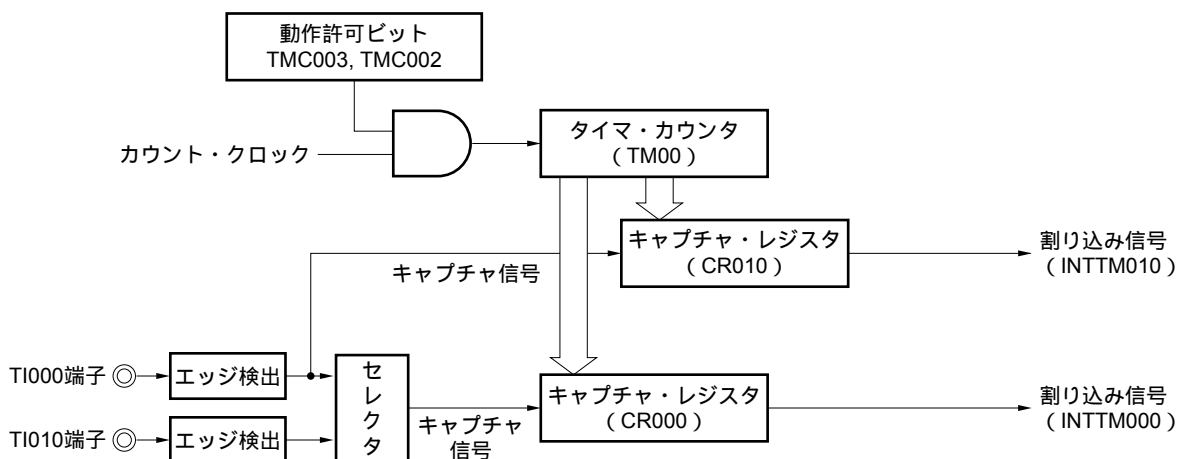 動作許可ビット
TMC003, TMC002
カウント・クロック
タイマ・カウンタ
(TM00)
キャプチャ・レジスタ
(CR010)
割り込み信号
(INTTM010)
キャプチャ信号
TI000端子
エッジ検出
セレクタ
キャプチャ・レジスタ
(CR000)
割り込み信号
(INTTM000)
キャプチャ
信号
TI010端子
エッジ検出